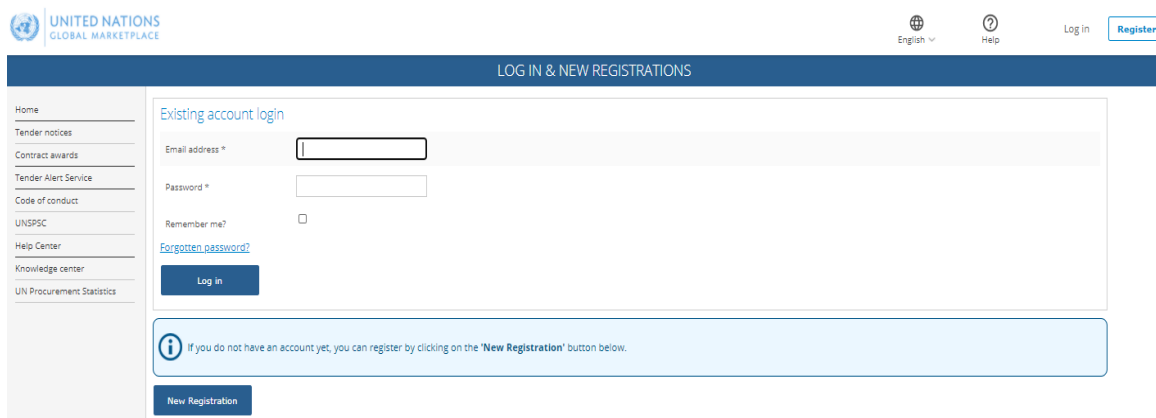 UNITED NATIONS
GLOBAL MARKETPLACE
English
Help
Log in
Register
LOG IN & NEW REGISTRATIONS
Home
Tender notices
Contract awards
Tender Alert Service
Code of conduct
UNSPSC
Help Center
Knowledge center
UN Procurement Statistics
Existing account login
Email address *
Password *
Remember me?
Forgotten password?
Log in
If you do not have an account yet, you can register by clicking on the 'New Registration' button below.
New Registration